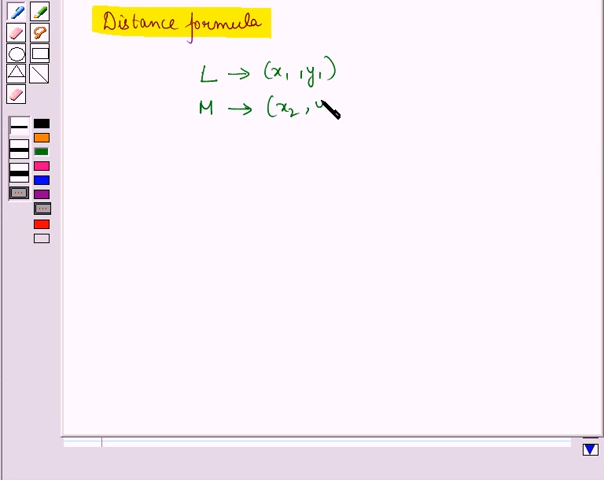 Distance formula
L → (x₁, y₁)
M → (x₂,